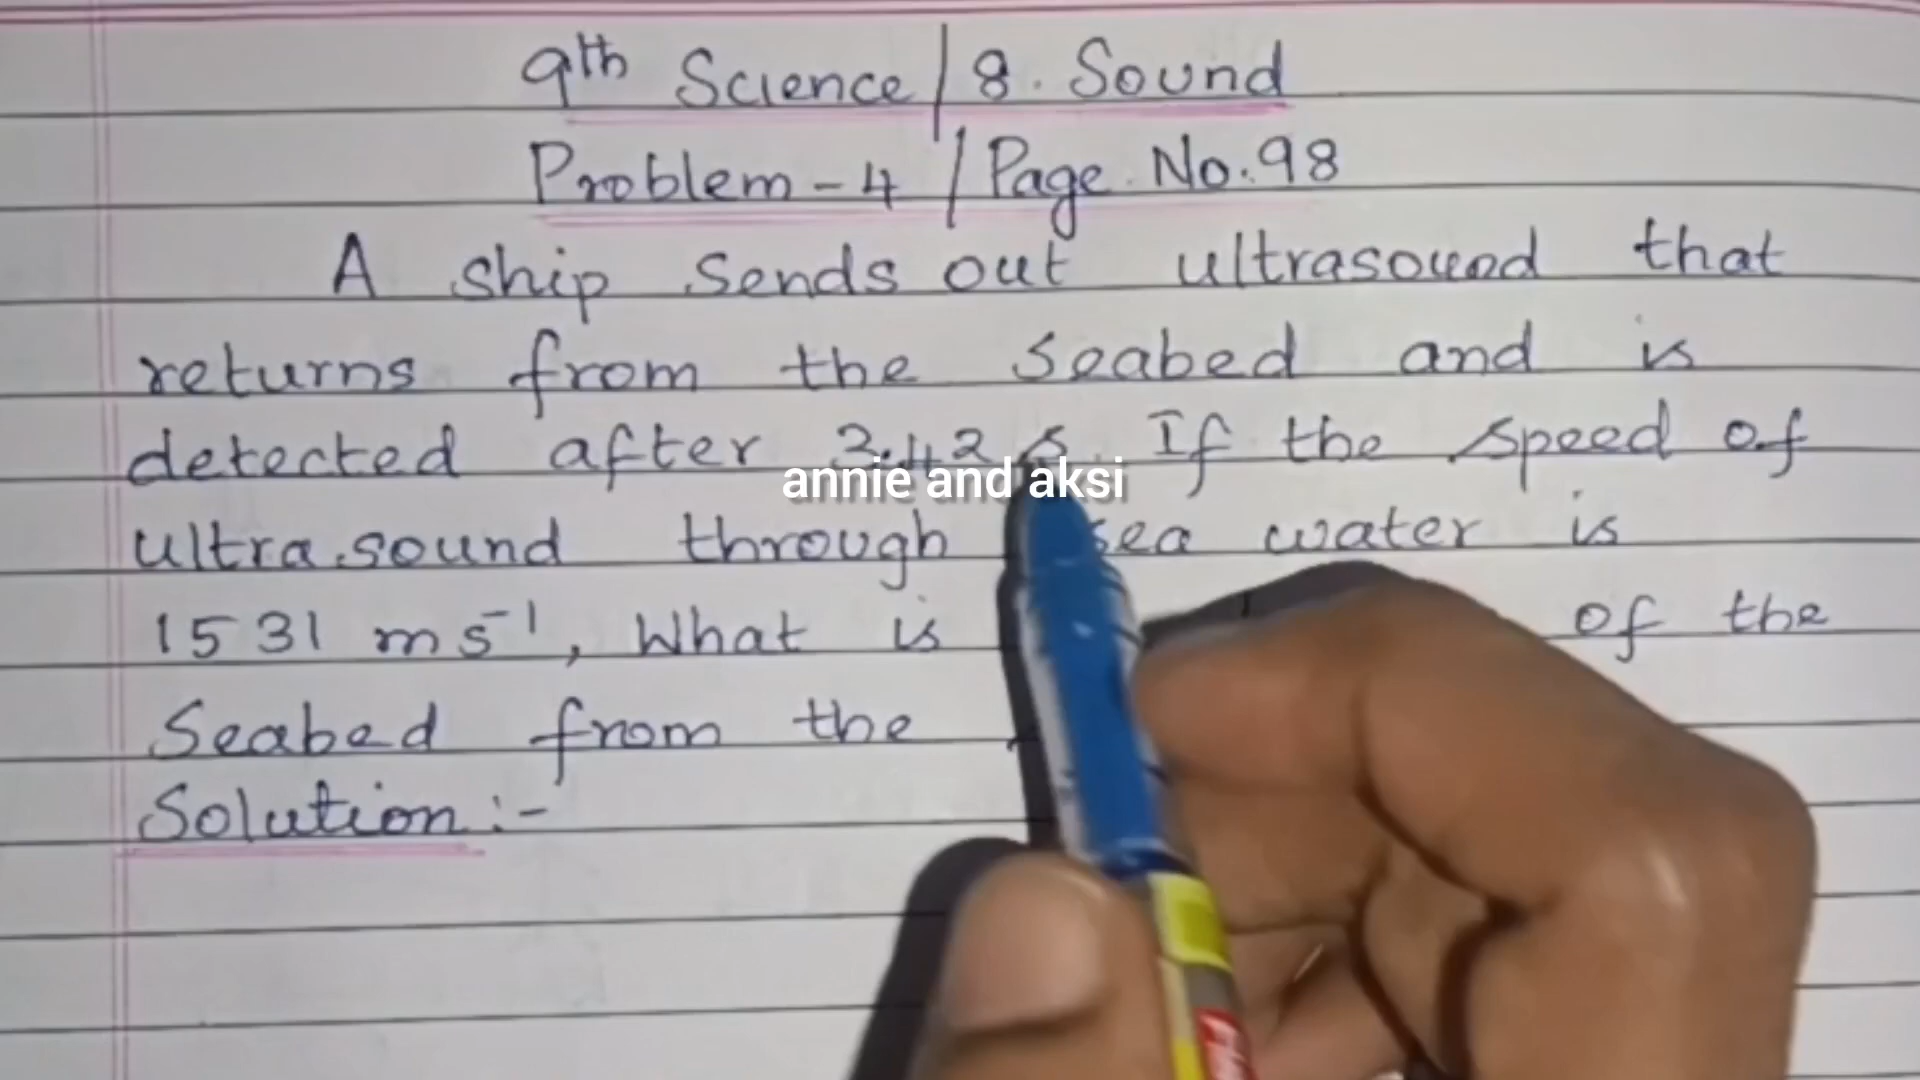 9th Science / 8. Sound
Problem - 4 / Page No. 98
A ship sends out ultrasound that
returns from the seabed and is
detected after 3.42 s. If the speed of
ultrasound through sea water is
1531 ms⁻¹, What is of the
Seabed from the
Solution :-
annie and aksi